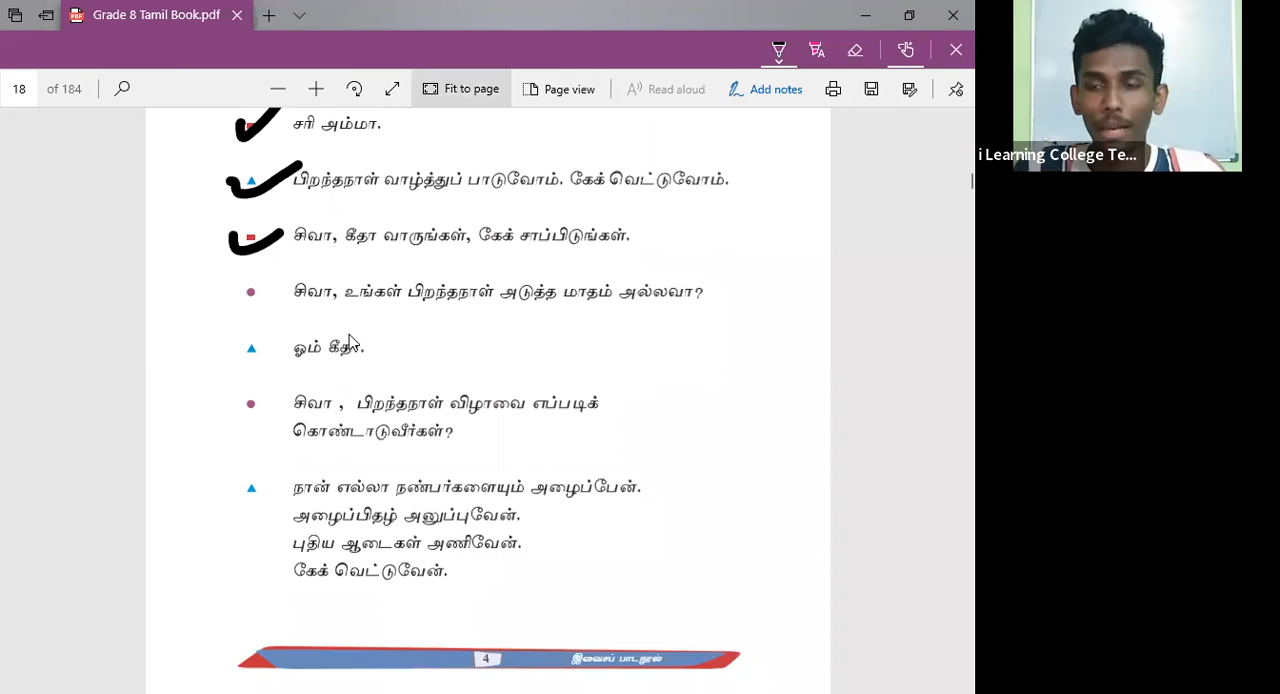 Grade 8 Tamil Book.pdf
18 of 184
Fit to page
Page view
Read aloud
Add notes
i Learning College Te...
சரி அம்மா.
பிறந்தநாள் வாழ்த்துப் பாடுவோம். கேக் வெட்டுவோம்.
சிவா, கீதா வாருங்கள், கேக் சாப்பிடுங்கள்.
சிவா, உங்கள் பிறந்தநாள் அடுத்த மாதம் அல்லவா?
ஓம் கீதா.
சிவா , பிறந்தநாள் விழாவை எப்படிக்
கொண்டாடுவீர்கள்?
நான் எல்லா நண்பர்களையும் அழைப்பேன்.
அழைப்பிதழ் அனுப்புவேன்.
புதிய ஆடைகள் அணிவேன்.
கேக் வெட்டுவேன்.
4
இலவசப் பாடநூல்